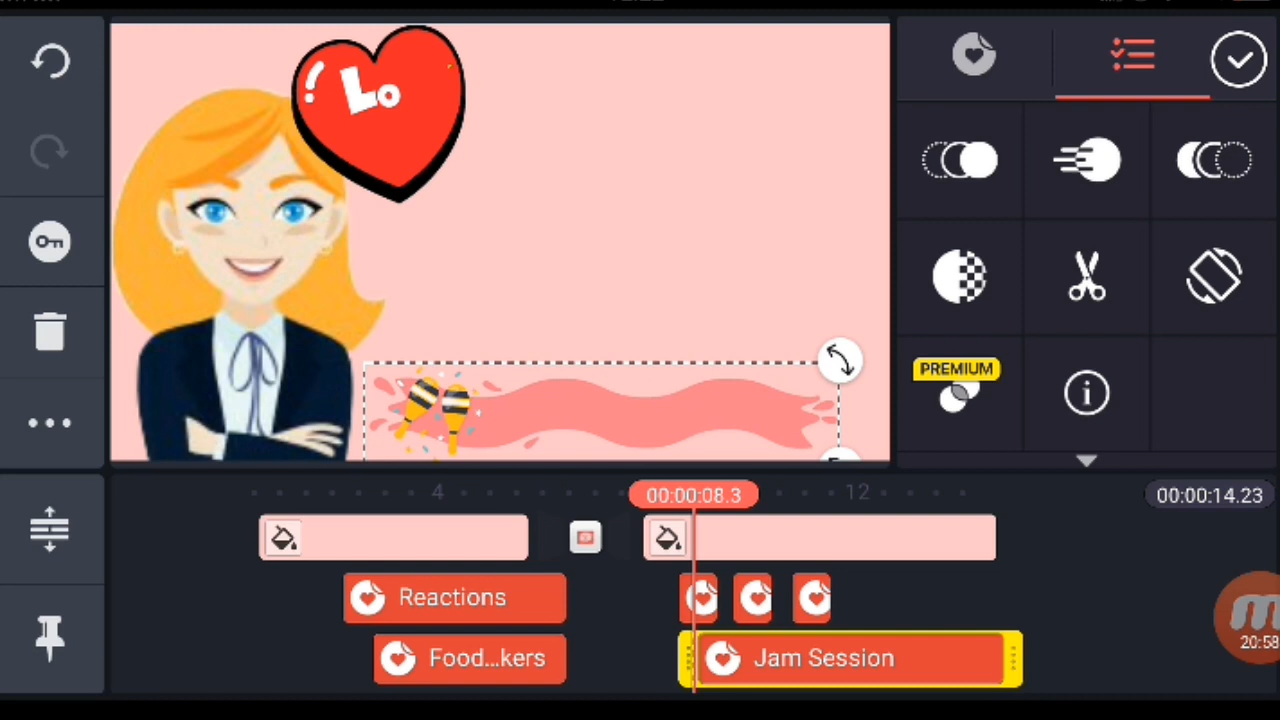 ! Lo
PREMIUM
4
00:00:08.3
12
00:00:14.23
Reactions
Food...kers
Jam Session
20:58